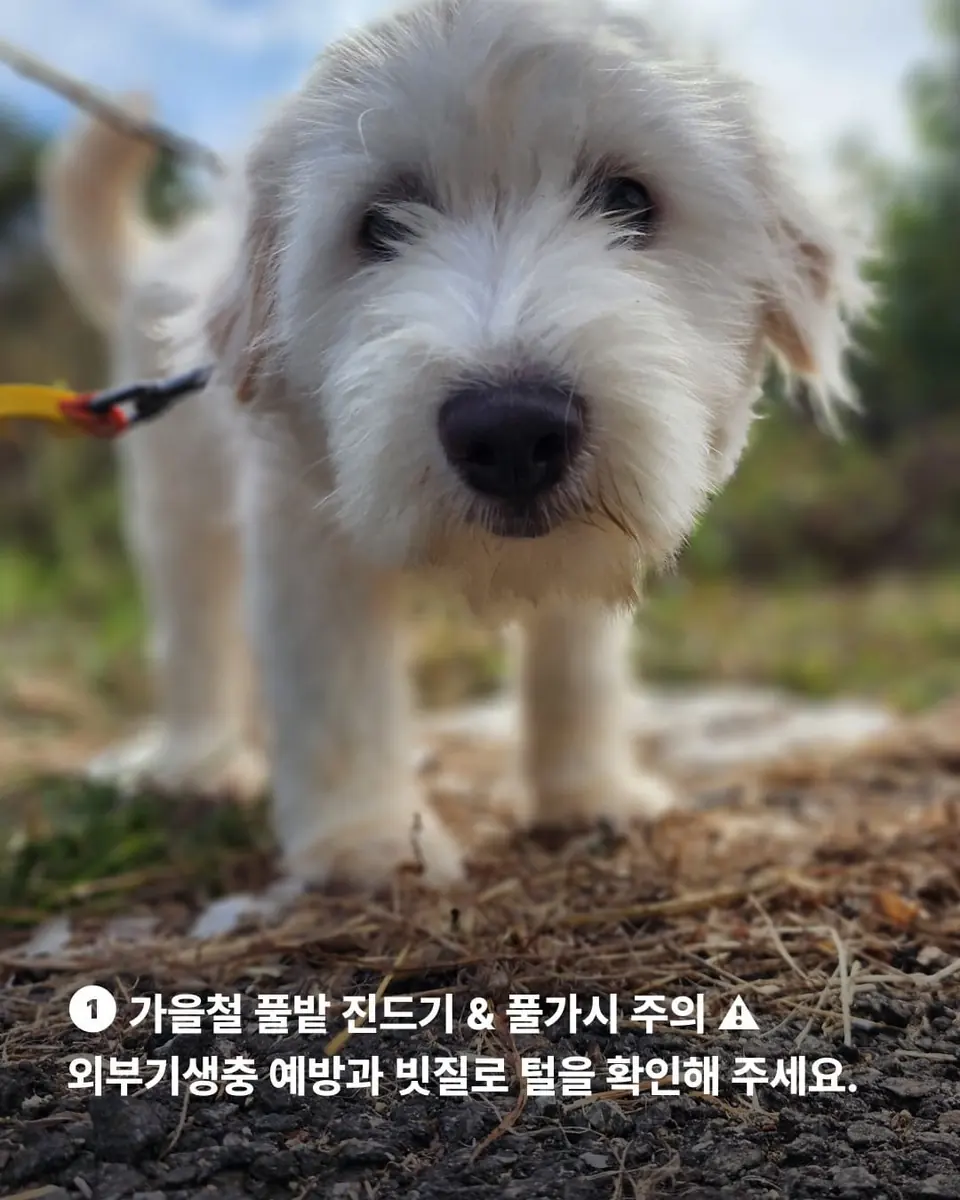 ① 가을철 풀밭 진드기 & 풀가시 주의 ⚠
외부기생충 예방과 빗질로 털을 확인해 주세요.